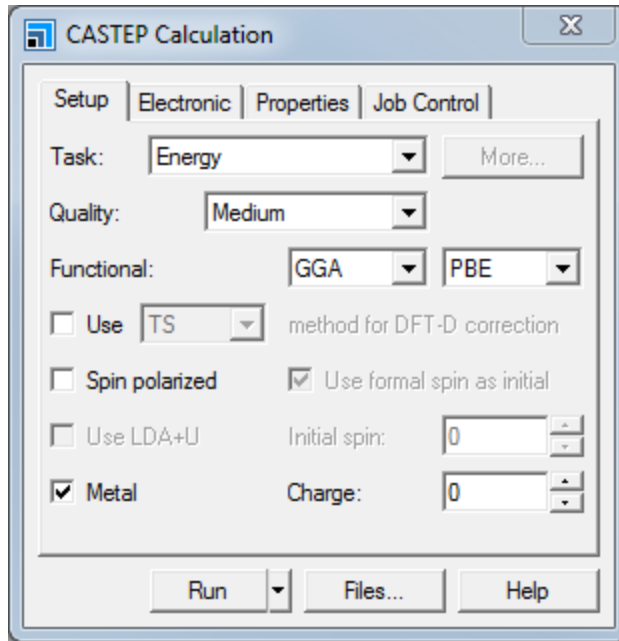 CASTEP Calculation
Setup Electronic Properties Job Control
Task: Energy More...
Quality: Medium
Functional: GGA PBE
Use TS method for DFT-D correction
Spin polarized Use formal spin as initial
Use LDA+U Initial spin: 0
Metal Charge: 0
Run Files... Help